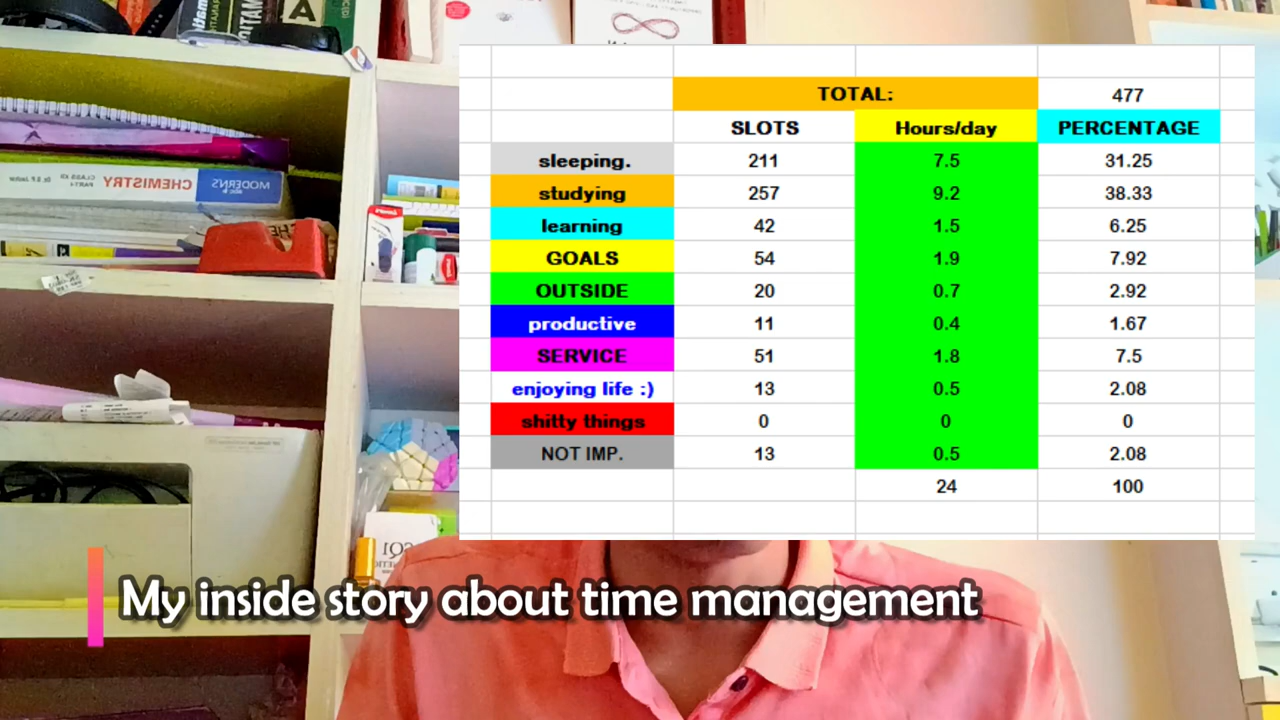 TOTAL: 477
SLOTS Hours/day PERCENTAGE
sleeping. 211 7.5 31.25
studying 257 9.2 38.33
learning 42 1.5 6.25
GOALS 54 1.9 7.92
OUTSIDE 20 0.7 2.92
productive 11 0.4 1.67
SERVICE 51 1.8 7.5
enjoying life :) 13 0.5 2.08
shitty things 0 0 0
NOT IMP. 13 0.5 2.08
24 100
MODERN'S
CHEMISTRY
CLASS XII
PART-I
My inside story about time management